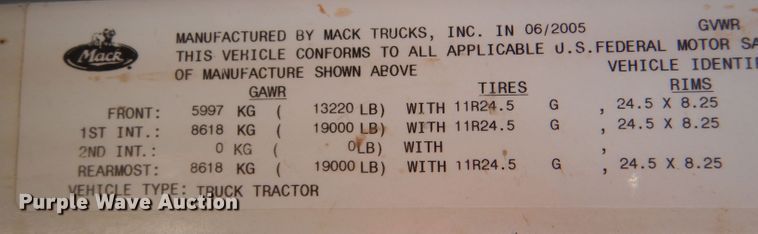 Mack
MANUFACTURED BY MACK TRUCKS, INC. IN 06/2005 GVWR
THIS VEHICLE CONFORMS TO ALL APPLICABLE U.S.FEDERAL MOTOR SA
OF MANUFACTURE SHOWN ABOVE VEHICLE IDENTIF
GAWR TIRES RIMS
FRONT: 5997 KG ( 13220 LB) WITH 11R24.5 G , 24.5 X 8.25
1ST INT.: 8618 KG ( 19000 LB) WITH 11R24.5 G , 24.5 X 8.25
2ND INT.: 0 KG ( 0LB) WITH ,
REARMOST: 8618 KG ( 19000 LB) WITH 11R24.5 G , 24.5 X 8.25
VEHICLE TYPE: TRUCK TRACTOR
Purple Wave Auction